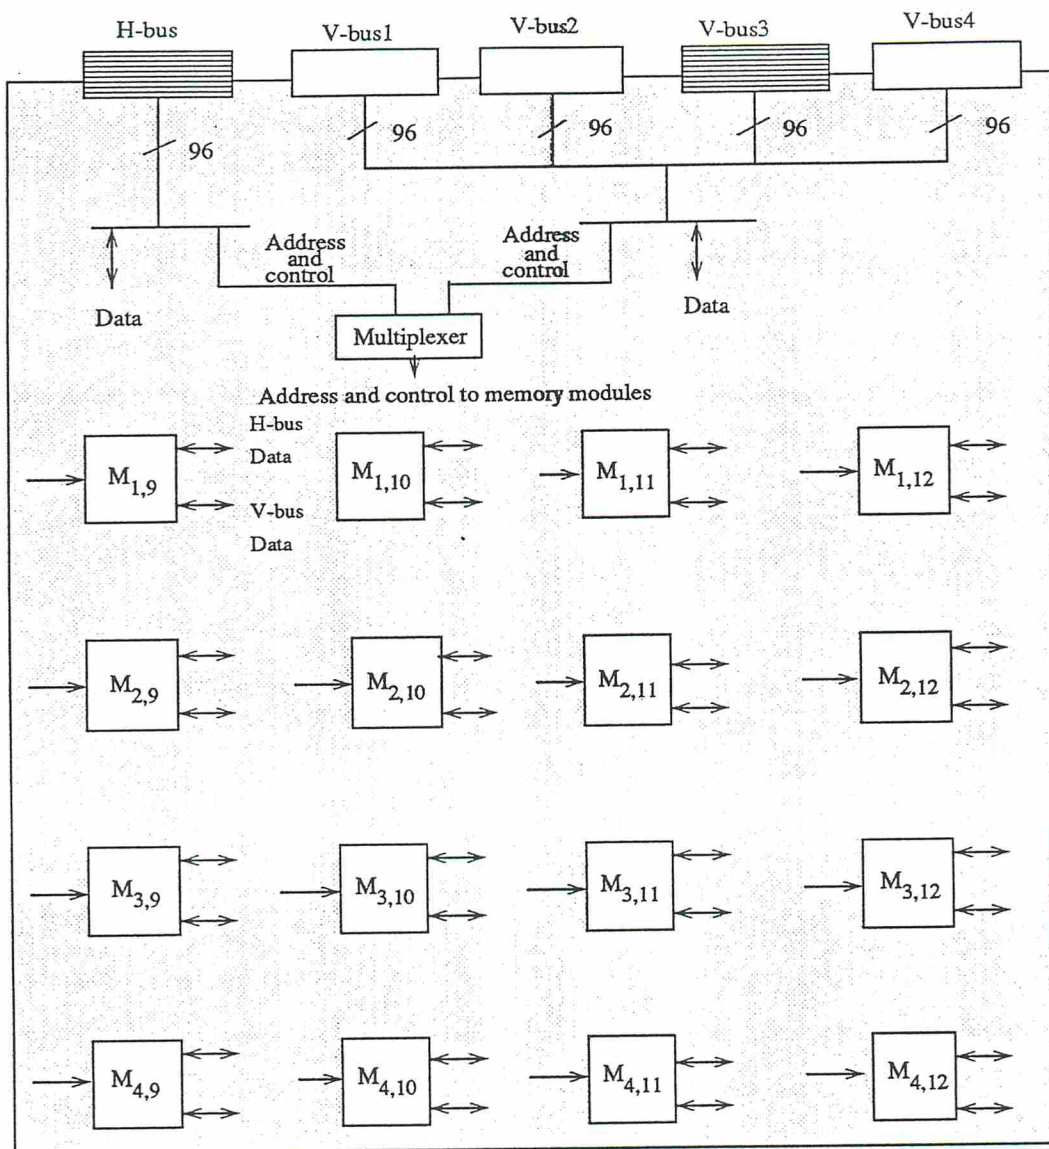 H-bus
V-bus1
V-bus2
V-bus3
V-bus4
96
96
96
96
96
Address
and
control
Address
and
control
Data
Data
Multiplexer
Address and control to memory modules
H-bus
Data
V-bus
Data
M1,9
M1,10
M1,11
M1,12
M2,9
M2,10
M2,11
M2,12
M3,9
M3,10
M3,11
M3,12
M4,9
M4,10
M4,11
M4,12